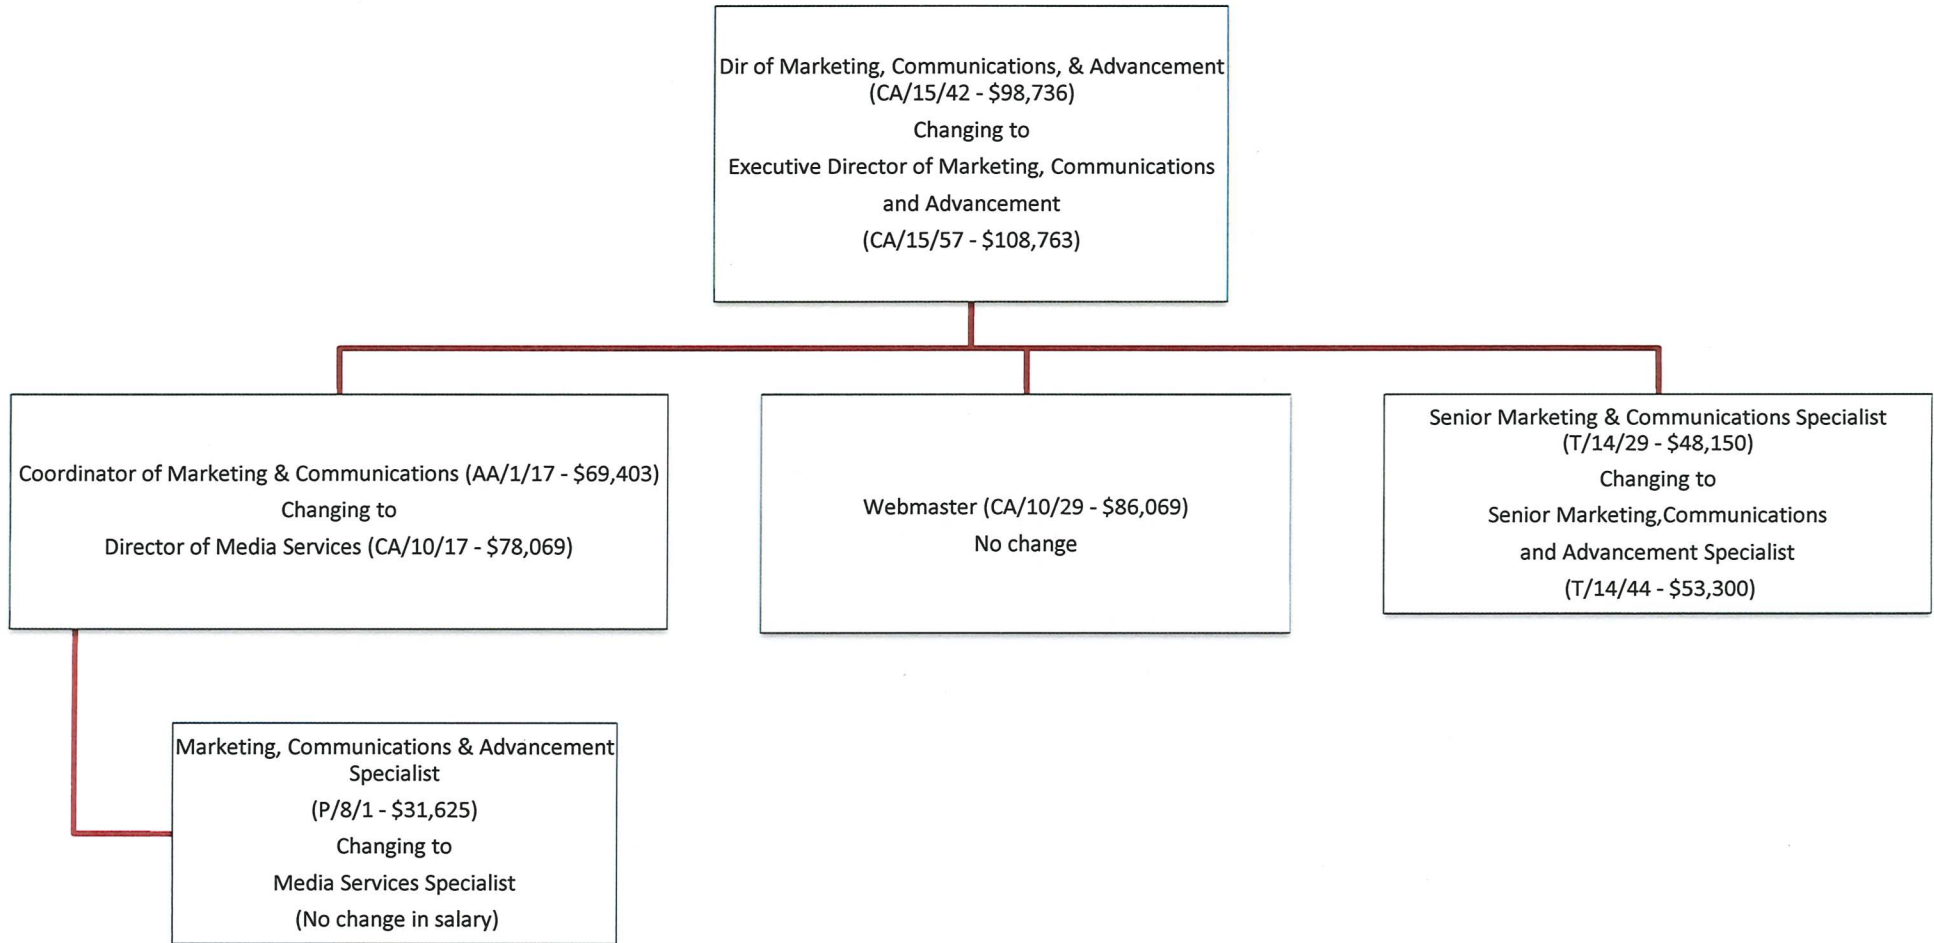 Dir of Marketing, Communications, & Advancement
(CA/15/42 - $98,736)
Changing to
Executive Director of Marketing, Communications
and Advancement
(CA/15/57 - $108,763)
Coordinator of Marketing & Communications (AA/1/17 - $69,403)
Changing to
Director of Media Services (CA/10/17 - $78,069)
Webmaster (CA/10/29 - $86,069)
No change
Senior Marketing & Communications Specialist
(T/14/29 - $48,150)
Changing to
Senior Marketing,Communications
and Advancement Specialist
(T/14/44 - $53,300)
Marketing, Communications & Advancement
Specialist
(P/8/1 - $31,625)
Changing to
Media Services Specialist
(No change in salary)